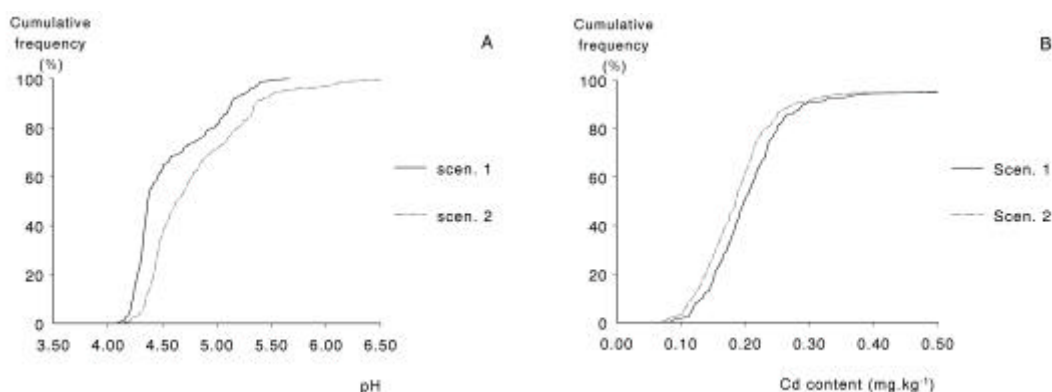 Cumulative
frequency
(%)
A
100
80
60
40
20
0
3.50 4.00 4.50 5.00 5.50 6.50
pH
scen. 1
scen. 2
Cumulative
frequency
(%)
B
100
80
60
40
20
0
0.00 0.10 0.20 0.30 0.40 0.50
Cd content (mg.kg⁻¹)
Scen. 1
Scen. 2